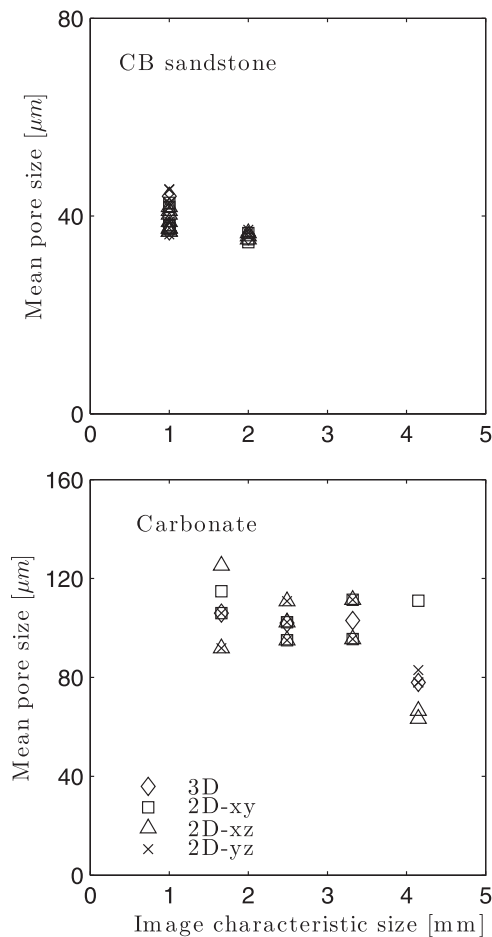 80
CB sandstone
Mean pore size [μm]
40
0
0 1 2 3 4 5
160
Carbonate
120
Mean pore size [μm]
80
40
3D
2D-xy
2D-xz
2D-yz
0
0 1 2 3 4 5
Image characteristic size [mm]